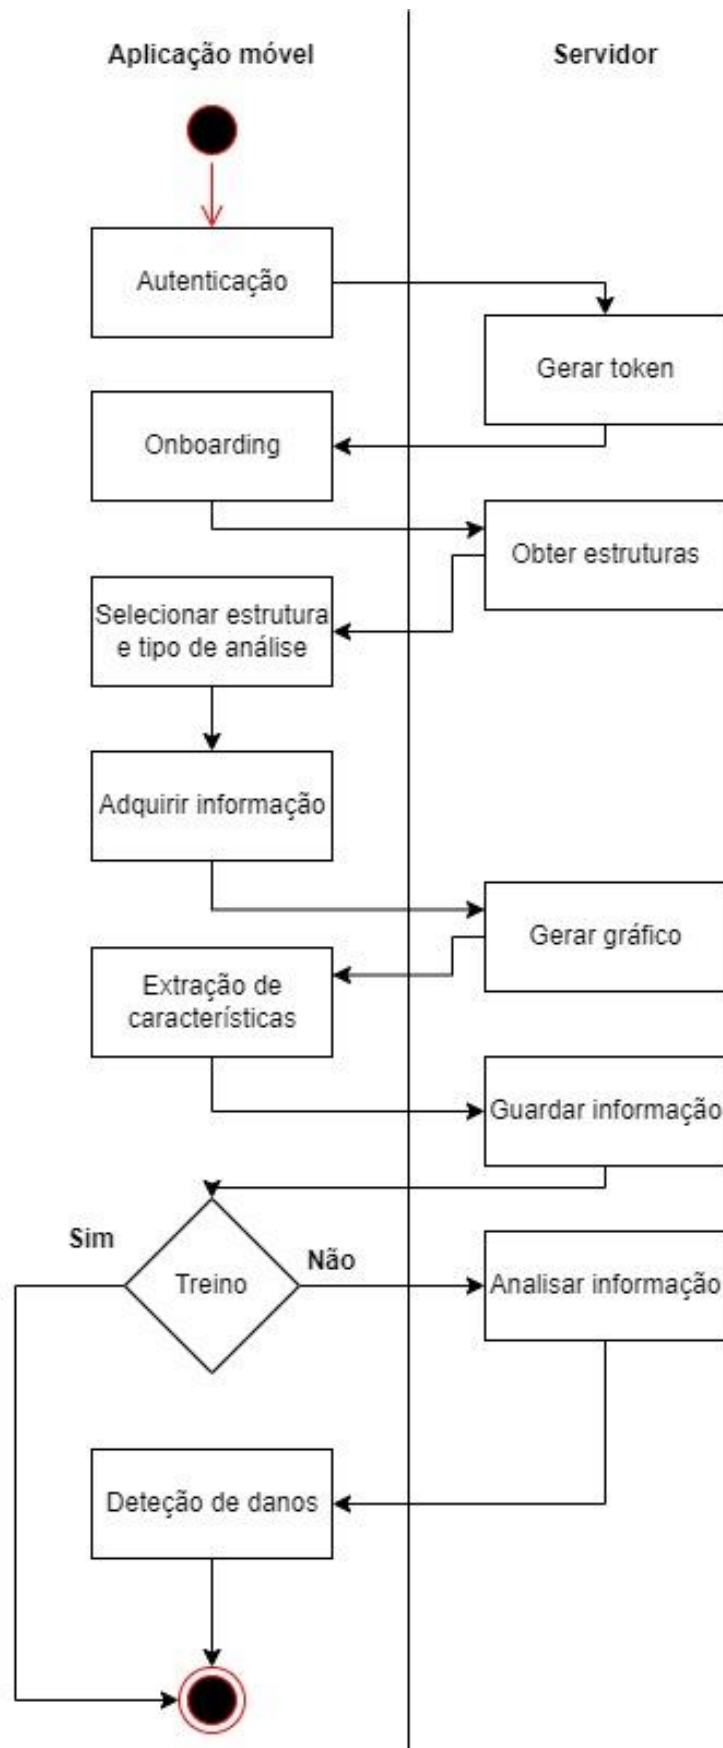 Aplicação móvel
Servidor
Autenticação
Gerar token
Onboarding
Obter estruturas
Selecionar estrutura
e tipo de análise
Adquirir informação
Gerar gráfico
Extração de
características
Guardar informação
Sim
Treino
Não
Analisar informação
Deteção de danos